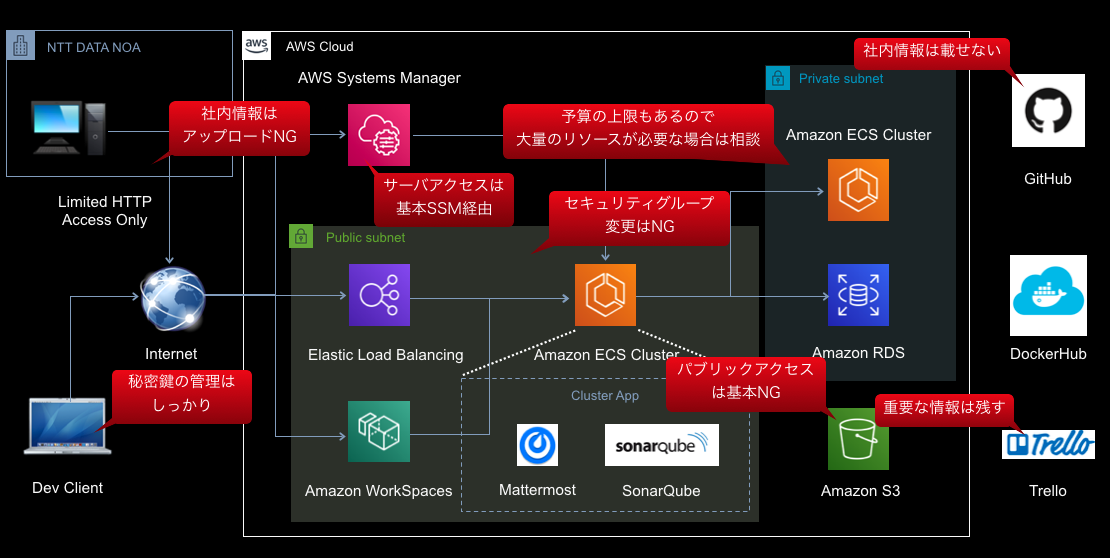 NTT DATA NOA
aws
AWS Cloud
AWS Systems Manager
社内情報は載せない
Private subnet
社内情報は
アップロードNG
予算の上限もあるので
大量のリソースが必要な場合は相談
Amazon ECS Cluster
GitHub
サーバアクセスは
基本SSM経由
Limited HTTP
Access Only
セキュリティグループ
変更はNG
Public subnet
Internet
Elastic Load Balancing
Amazon ECS Cluster
Amazon RDS
DockerHub
秘密鍵の管理は
しっかり
パブリックアクセス
は基本NG
Cluster App
重要な情報は残す
sonarqube
Trello
Dev Client
Amazon WorkSpaces
Mattermost
SonarQube
Amazon S3
Trello